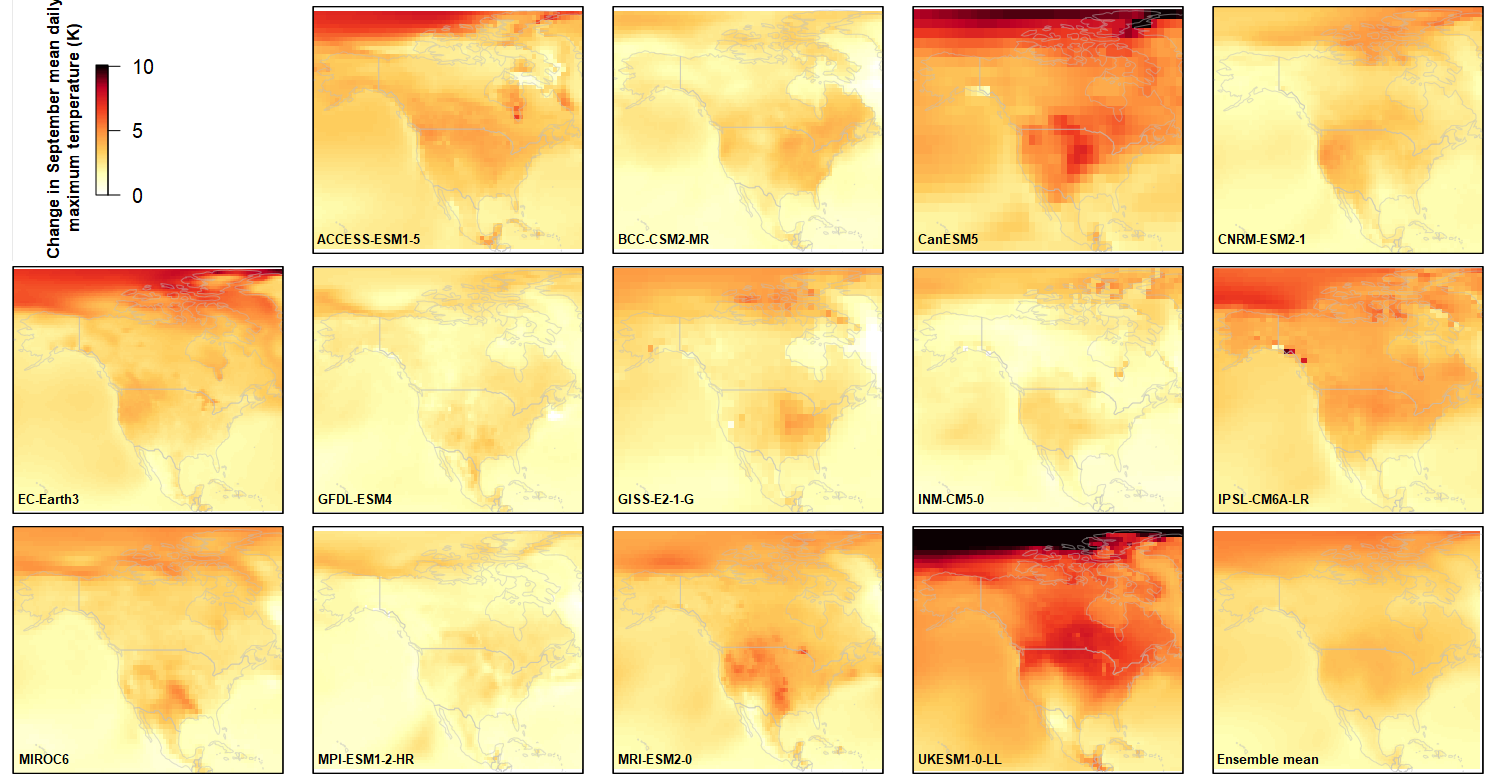 Change in September mean daily
maximum temperature (K)
10
5
0
ACCESS-ESM1-5
BCC-CSM2-MR
CanESM5
CNRM-ESM2-1
EC-Earth3
GFDL-ESM4
GISS-E2-1-G
INM-CM5-0
IPSL-CM6A-LR
MIROC6
MPI-ESM1-2-HR
MRI-ESM2-0
UKESM1-0-LL
Ensemble mean